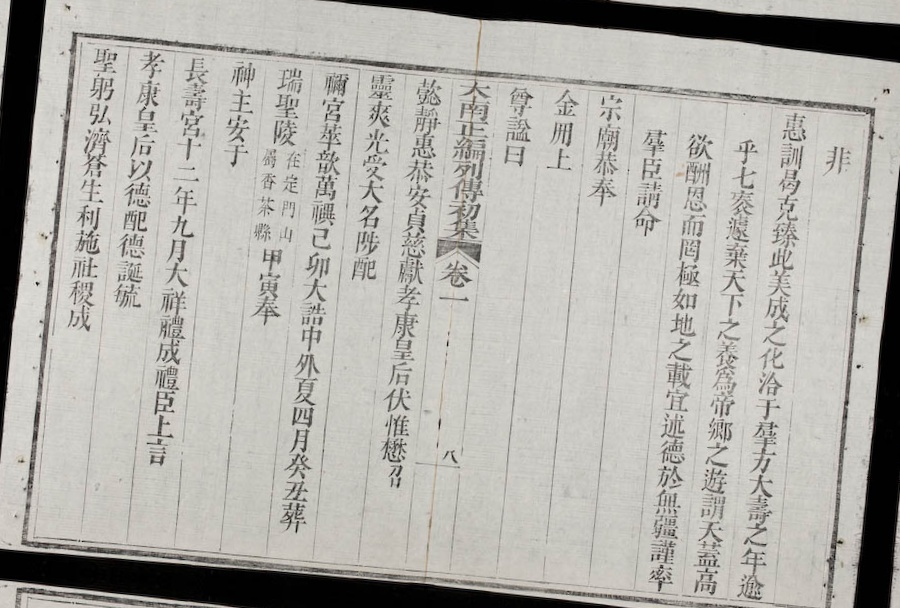 非
惠訓曷克臻此美成之化洽于羣方大壽之年逾
乎七袠遽棄天下之養爲帝鄉之遊謂天蓋高
欲酬恩而罔極如地之載宜述德於無疆謹率
羣臣請命
宗廟恭奉
金册上
尊諡曰
大南正編列傳初集 卷一 八
懿靜惠恭安貞慈獻孝康皇后伏惟懋昭
靈爽光受大名陟配
禰宮萃歆萬禩己卯大誥中外夏四月癸丑葬
瑞聖陵在定門山屬香茶縣甲寅奉
神主安于
長壽宮十二年九月大祥禮成禮臣上言
孝康皇后以德配德誕毓
聖躬弘濟蒼生利施社稷成